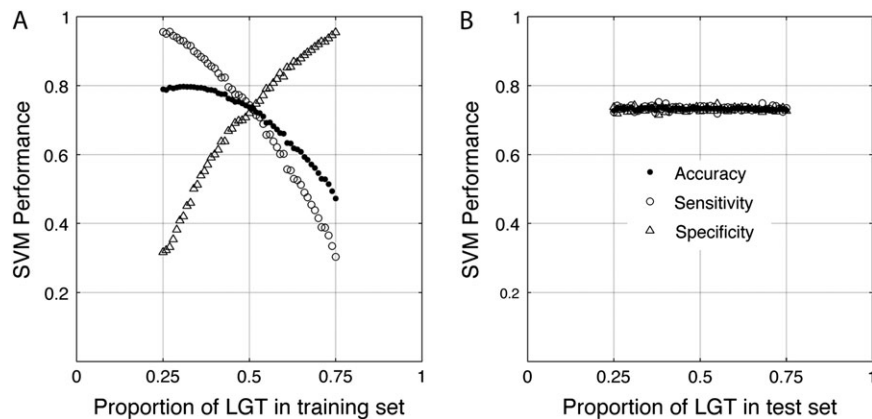 A
1
0.8
0.6
0.4
0.2
0
0.25
0.5
0.75
1
SVM Performance
Proportion of LGT in training set
B
1
0.8
0.6
0.4
0.2
0
0.25
0.5
0.75
1
SVM Performance
Proportion of LGT in test set
Accuracy
Sensitivity
Specificity